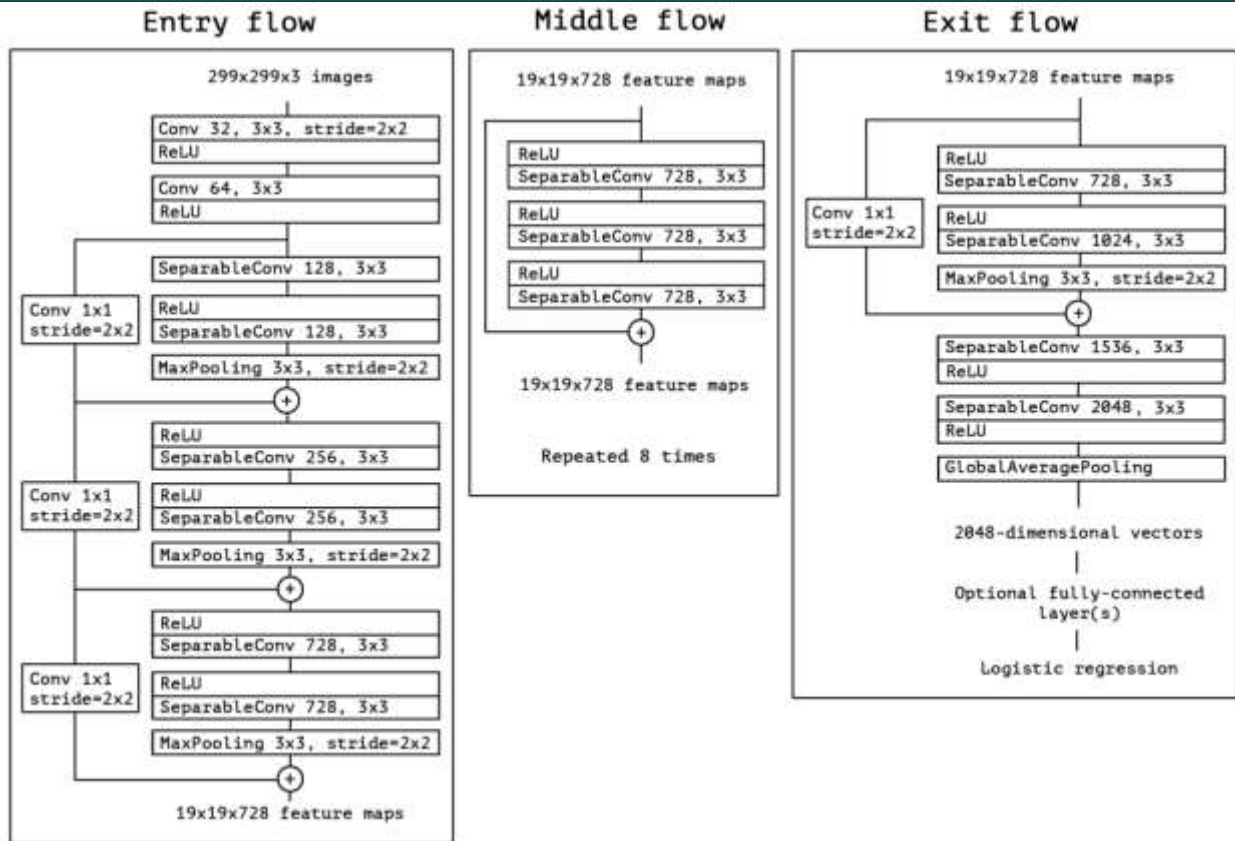 Entry flow
299x299x3 images
Conv 32, 3x3, stride=2x2
ReLU
Conv 64, 3x3
ReLU
SeparableConv 128, 3x3
Conv 1x1
stride=2x2
ReLU
SeparableConv 128, 3x3
MaxPooling 3x3, stride=2x2
+
ReLU
SeparableConv 256, 3x3
Conv 1x1
stride=2x2
ReLU
SeparableConv 256, 3x3
MaxPooling 3x3, stride=2x2
+
ReLU
SeparableConv 728, 3x3
Conv 1x1
stride=2x2
ReLU
SeparableConv 728, 3x3
MaxPooling 3x3, stride=2x2
+
19x19x728 feature maps
Middle flow
19x19x728 feature maps
ReLU
SeparableConv 728, 3x3
ReLU
SeparableConv 728, 3x3
ReLU
SeparableConv 728, 3x3
+
19x19x728 feature maps
Repeated 8 times
Exit flow
19x19x728 feature maps
ReLU
SeparableConv 728, 3x3
Conv 1x1
stride=2x2
ReLU
SeparableConv 1024, 3x3
MaxPooling 3x3, stride=2x2
+
SeparableConv 1536, 3x3
ReLU
SeparableConv 2048, 3x3
ReLU
GlobalAveragePooling
2048-dimensional vectors
Optional fully-connected
layer(s)
Logistic regression